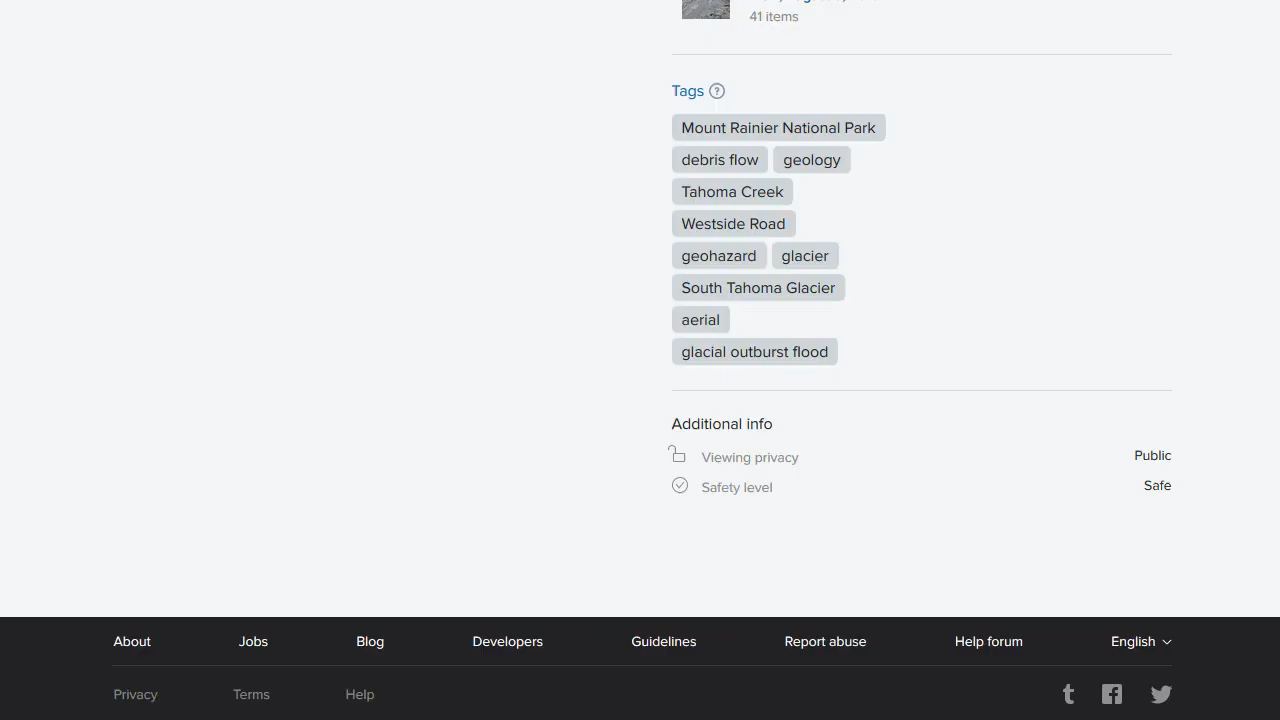 41 items
Tags
Mount Rainier National Park
debris flow geology
Tahoma Creek
Westside Road
geohazard glacier
South Tahoma Glacier
aerial
glacial outburst flood
Additional info
Viewing privacy Public
Safety level Safe
About Jobs Blog Developers Guidelines Report abuse Help forum English
Privacy Terms Help